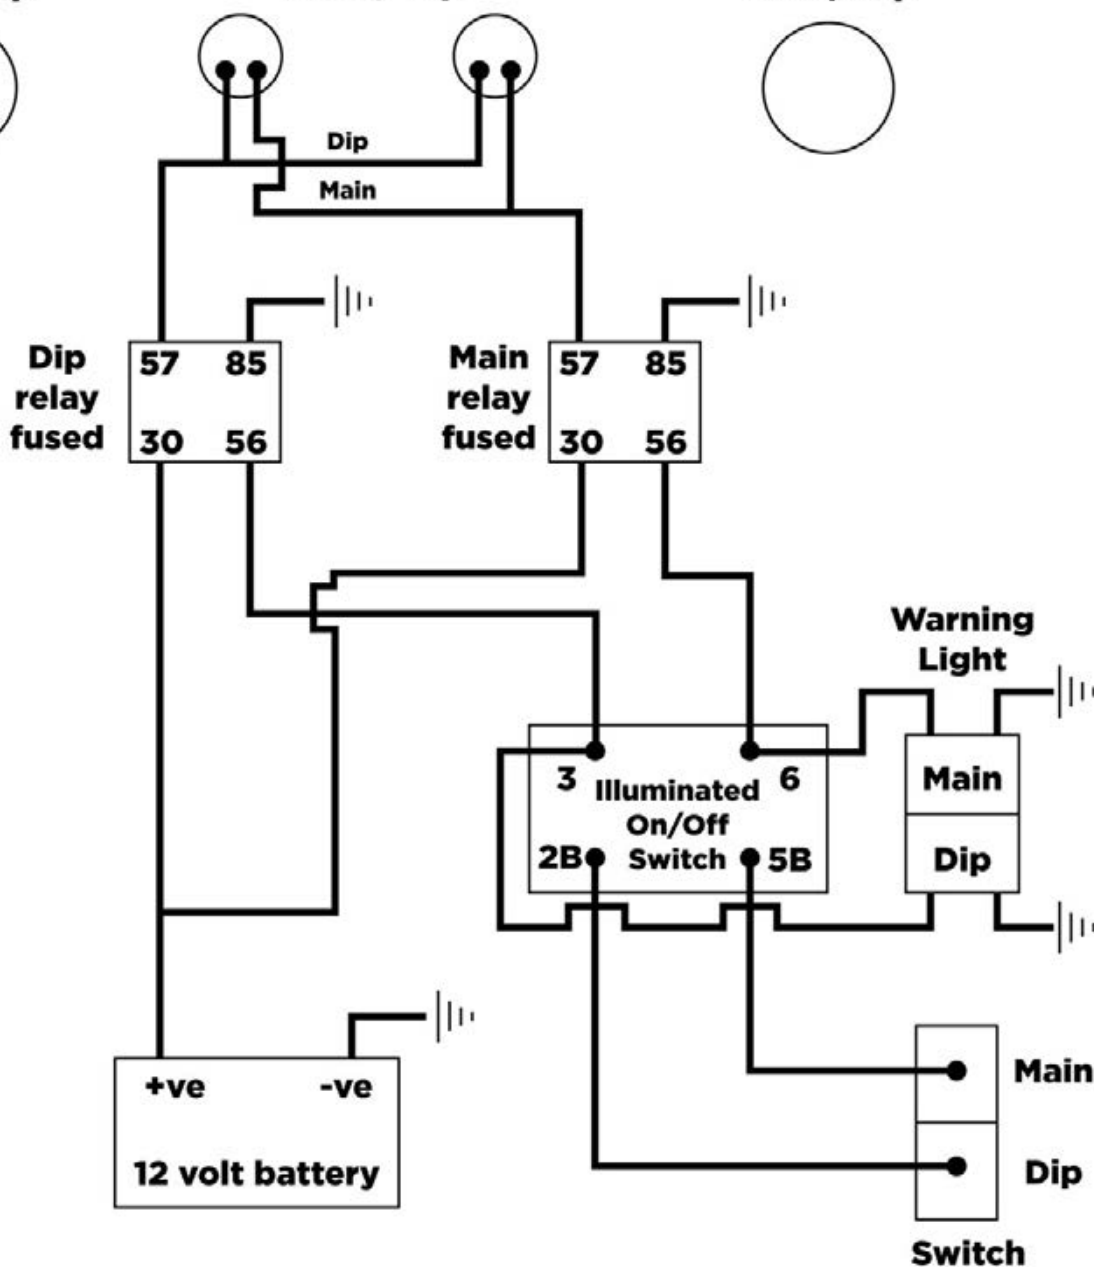 Dip
Main
Dip
relay
fused
57 85
30 56
Main
relay
fused
57 85
30 56
Warning
Light
Main
Dip
3
6
Illuminated
On/Off
Switch
2B
5B
+ve
-ve
12 volt battery
Main
Dip
Switch